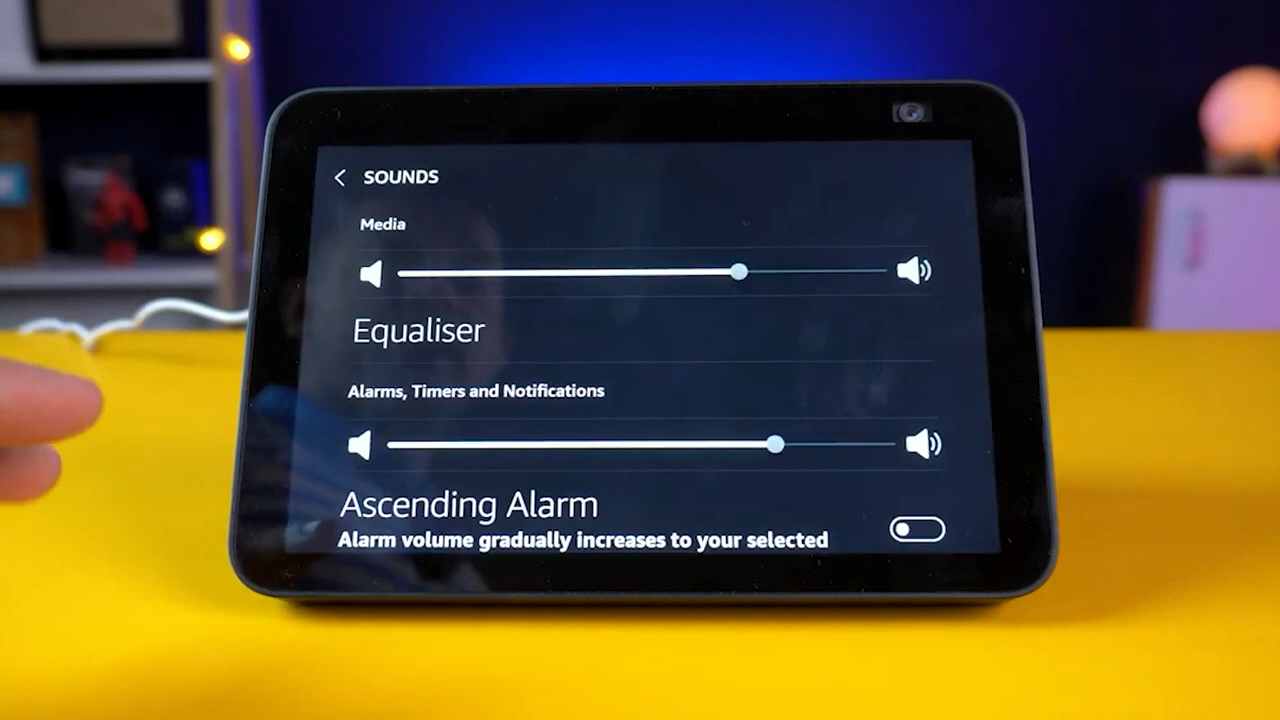 SOUNDS
Media
Equaliser
Alarms, Timers and Notifications
Ascending Alarm
Alarm volume gradually increases to your selected